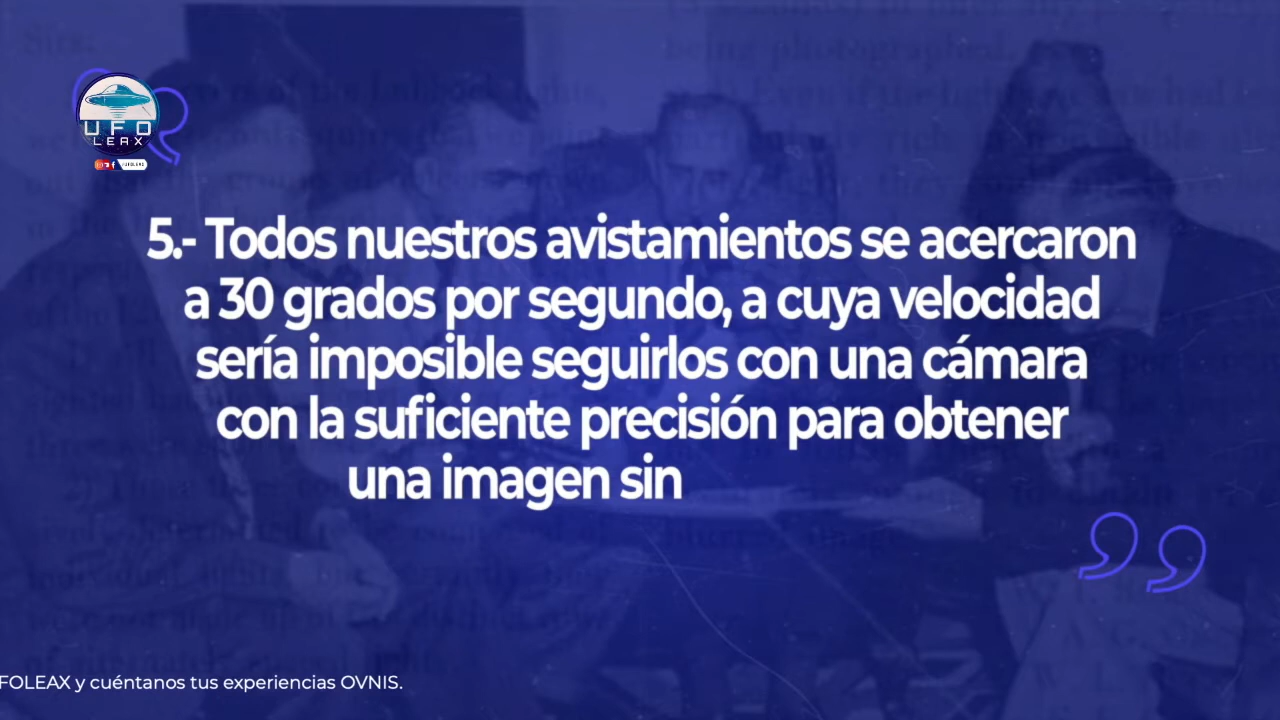 UFO
LEAX
5.- Todos nuestros avistamientos se acercaron
a 30 grados por segundo, a cuya velocidad
sería imposible seguirlos con una cámara
con la suficiente precisión para obtener
una imagen sin
FOLEAX y cuéntanos tus experiencias OVNIS.